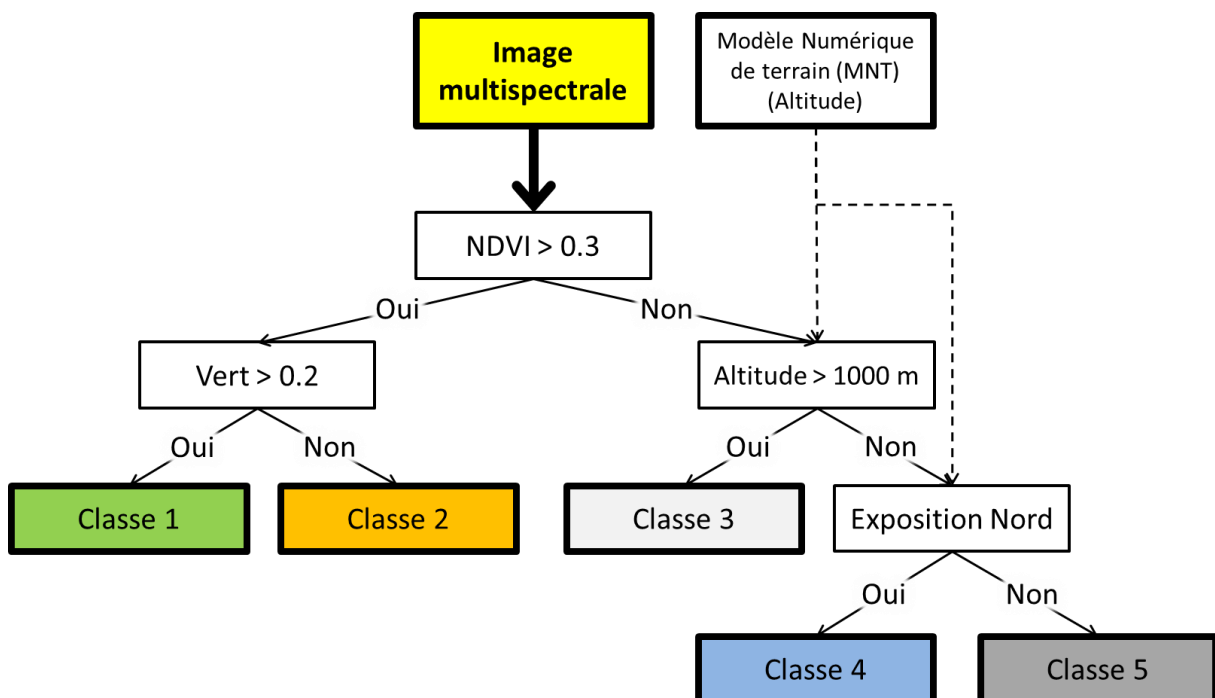 Image
multispectrale
Modèle Numérique
de terrain (MNT)
(Altitude)
NDVI > 0.3
Oui
Non
Vert > 0.2
Altitude > 1000 m
Oui
Non
Oui
Non
Classe 1
Classe 2
Classe 3
Exposition Nord
Oui
Non
Classe 4
Classe 5